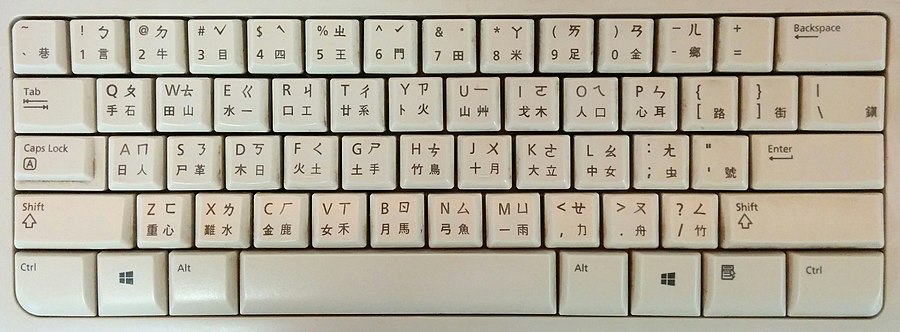 ~ ! ㄅ @ ㄉ # ˇ $ ˋ % ㄓ ^ ˊ & ˙ * ㄚ ( ㄞ ) ㄢ － ㄦ + Backspace
` 巷 1 言 2 牛 3 目 4 四 5 王 6 門 7 田 8 米 9 足 0 金 - 鄉 =
Tab Q ㄆ W ㄊ E ㄍ R ㄐ T ㄔ Y ㄗ U ㄧ I ㄛ O ㄟ P ㄣ { } |
手 石 田 山 水 一 口 工 廿 糸 卜 火 山 艸 戈 木 人 口 心 耳 [ 路 ] 街 \ 鎮
Caps Lock A ㄇ S ㄋ D ㄎ F ㄑ G ㄕ H ㄘ J ㄨ K ㄜ L ㄠ : ㄤ " Enter
A 日 人 尸 革 木 日 火 土 土 手 竹 鳥 十 月 大 立 中 女 ; 虫 ' 號
Shift Z ㄈ X ㄌ C ㄏ V ㄒ B ㄖ N ㄙ M ㄩ < ㄝ > ㄡ ? ㄥ Shift
重 心 難 水 金 鹿 女 禾 月 馬 弓 魚 一 雨 , 力 . 舟 / 竹
Ctrl Alt Alt Ctrl